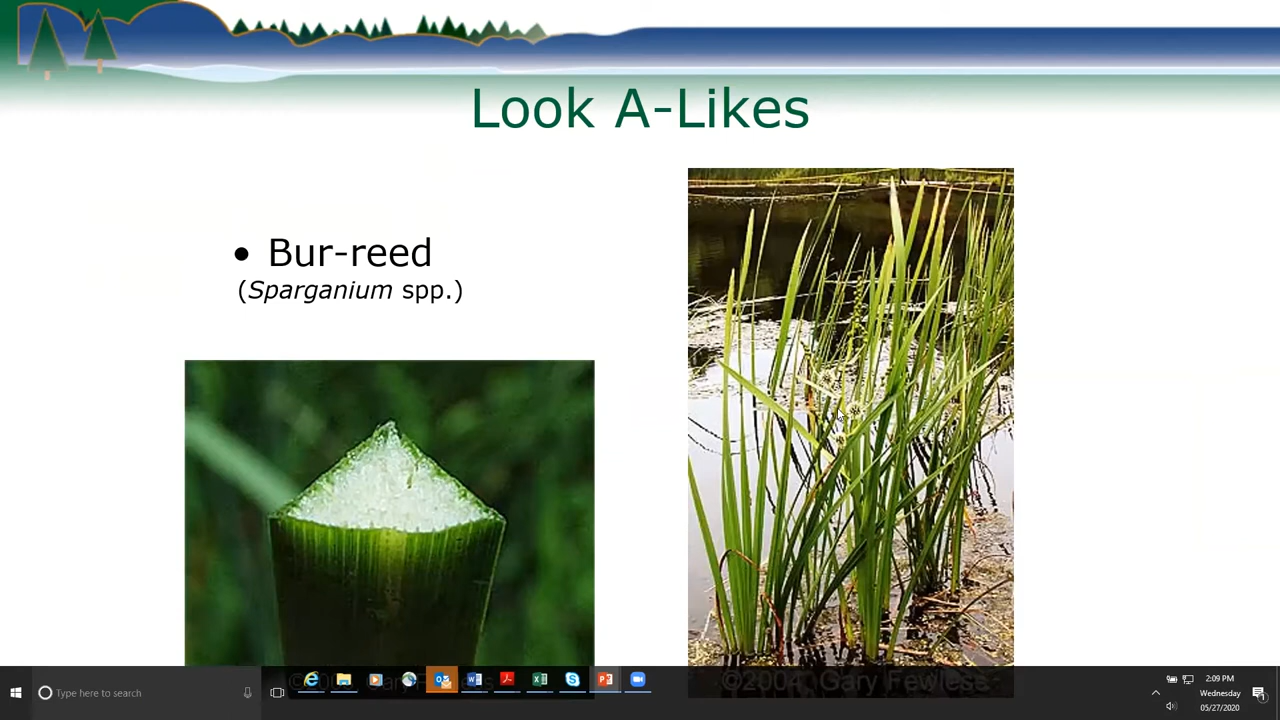 Look A-Likes
• Bur-reed
(Sparganium spp.)
©2004 Gary Fewless
Type here to search
2:09 PM
Wednesday
05/27/2020